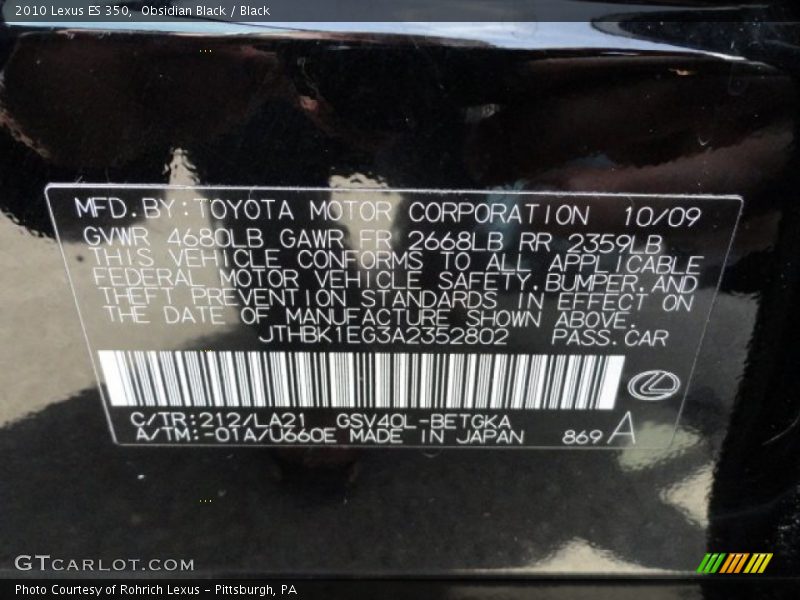 2010 Lexus ES 350, Obsidian Black / Black
MFD.BY:TOYOTA MOTOR CORPORATION 10/09
GVWR 4680LB GAWR FR 2668LB RR 2359LB
THIS VEHICLE CONFORMS TO ALL APPLICABLE
FEDERAL MOTOR VEHICLE SAFETY.BUMPER.AND
THEFT PREVENTION STANDARDS IN EFFECT ON
THE DATE OF MANUFACTURE SHOWN ABOVE.
JTHBK1EG3A2352802 PASS.CAR
C/TR:212/LA21 GSV40L-BETGKA
A/TM:-01A/U660E MADE IN JAPAN 869 A
GTCARLOT.COM
Photo Courtesy of Rohrich Lexus - Pittsburgh, PA